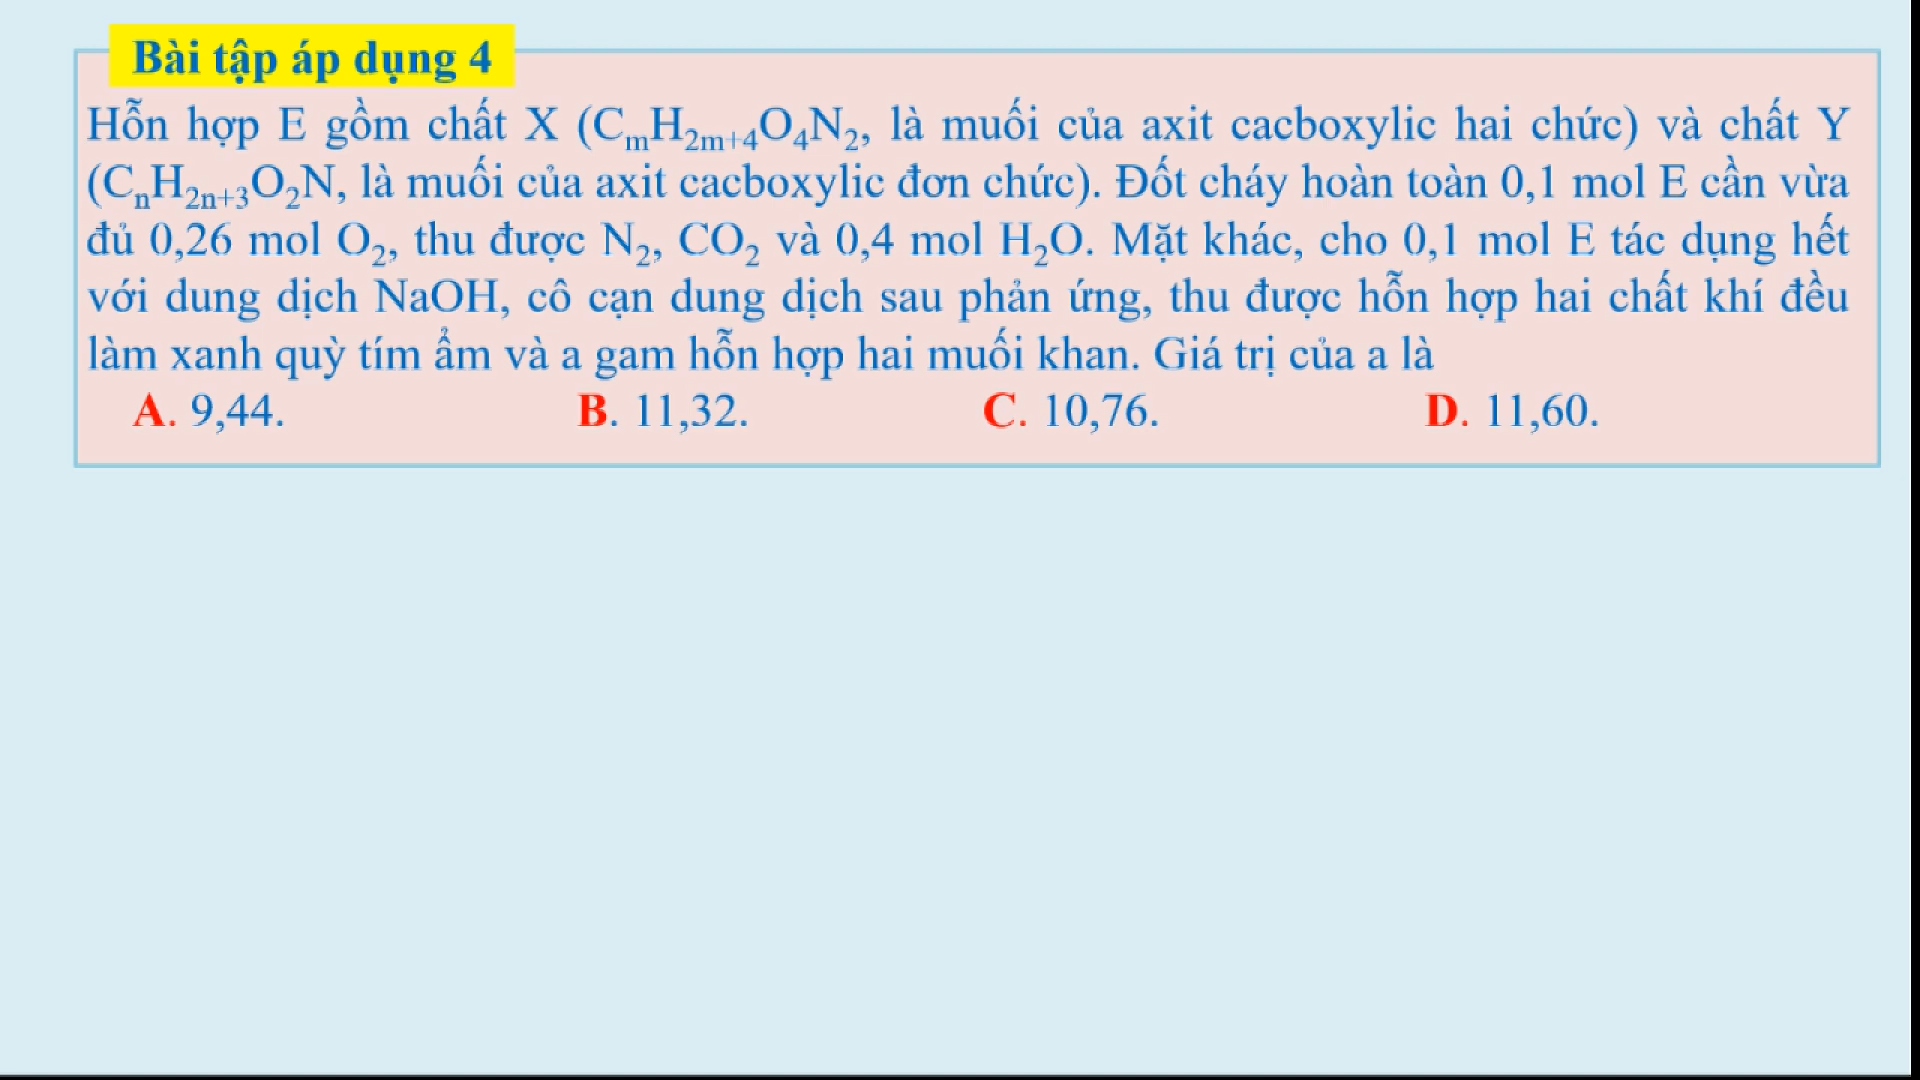 Bài tập áp dụng 4
Hỗn hợp E gồm chất X (CₘH₂ₘ₊₄O₄N₂, là muối của axit cacboxylic hai chức) và chất Y
(CₙH₂ₙ₊₃O₂N, là muối của axit cacboxylic đơn chức). Đốt cháy hoàn toàn 0,1 mol E cần vừa
đủ 0,26 mol O₂, thu được N₂, CO₂ và 0,4 mol H₂O. Mặt khác, cho 0,1 mol E tác dụng hết
với dung dịch NaOH, cô cạn dung dịch sau phản ứng, thu được hỗn hợp hai chất khí đều
làm xanh quỳ tím ẩm và a gam hỗn hợp hai muối khan. Giá trị của a là
A. 9,44. B. 11,32. C. 10,76. D. 11,60.